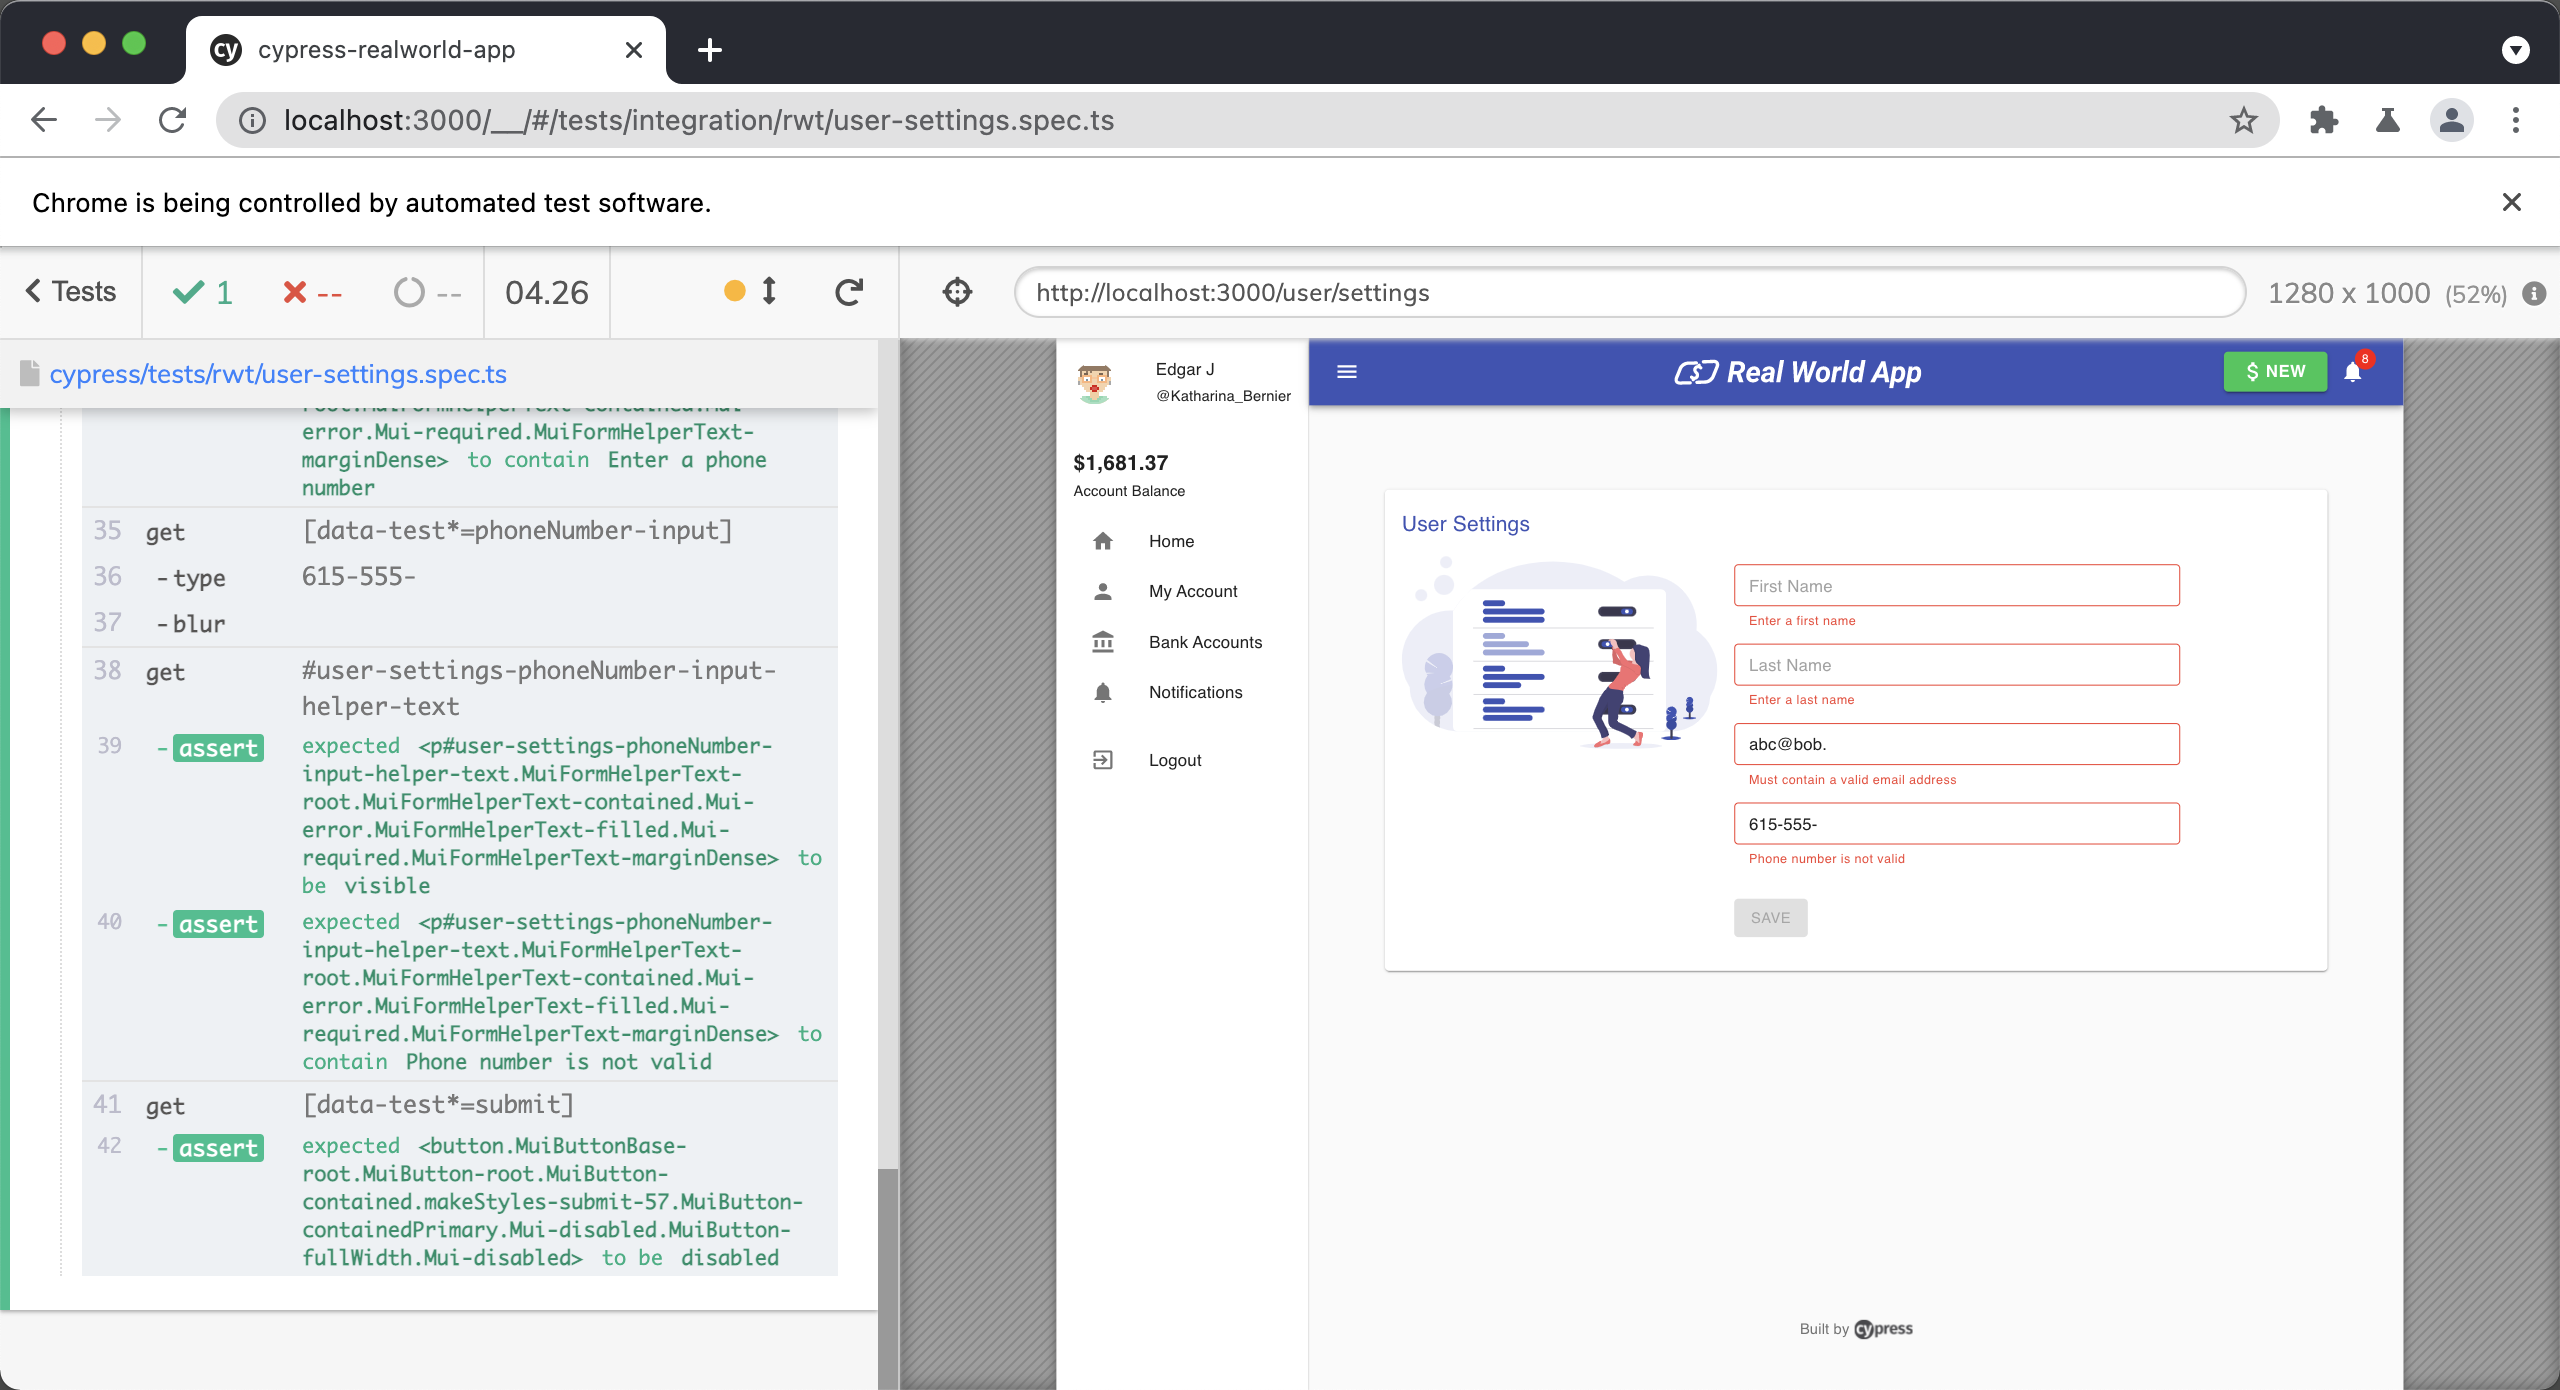 cy cypress-realworld-app
localhost:3000/__/#/tests/integration/rwt/user-settings.spec.ts
Chrome is being controlled by automated test software.
Tests 1 -- -- 04.26
http://localhost:3000/user/settings 1280 x 1000 (52%)
cypress/tests/rwt/user-settings.spec.ts
root.MuiFormHelperText-contained.Mui-
error.Mui-required.MuiFormHelperText-
marginDense> to contain Enter a phone
number
35 get [data-test*=phoneNumber-input]
36 -type 615-555-
37 -blur
38 get #user-settings-phoneNumber-input-
helper-text
39 -assert expected <p#user-settings-phoneNumber-
input-helper-text.MuiFormHelperText-
root.MuiFormHelperText-contained.Mui-
error.MuiFormHelperText-filled.Mui-
required.MuiFormHelperText-marginDense> to
be visible
40 -assert expected <p#user-settings-phoneNumber-
input-helper-text.MuiFormHelperText-
root.MuiFormHelperText-contained.Mui-
error.MuiFormHelperText-filled.Mui-
required.MuiFormHelperText-marginDense> to
contain Phone number is not valid
41 get [data-test*=submit]
42 -assert expected <button.MuiButtonBase-
root.MuiButton-root.MuiButton-
contained.makeStyles-submit-57.MuiButton-
containedPrimary.Mui-disabled.MuiButton-
fullWidth.Mui-disabled> to be disabled
Edgar J
@Katharina_Bernier
$1,681.37
Account Balance
Home
My Account
Bank Accounts
Notifications
Logout
Real World App
$ NEW
8
User Settings
First Name
Enter a first name
Last Name
Enter a last name
abc@bob.
Must contain a valid email address
615-555-
Phone number is not valid
SAVE
Built by cypress